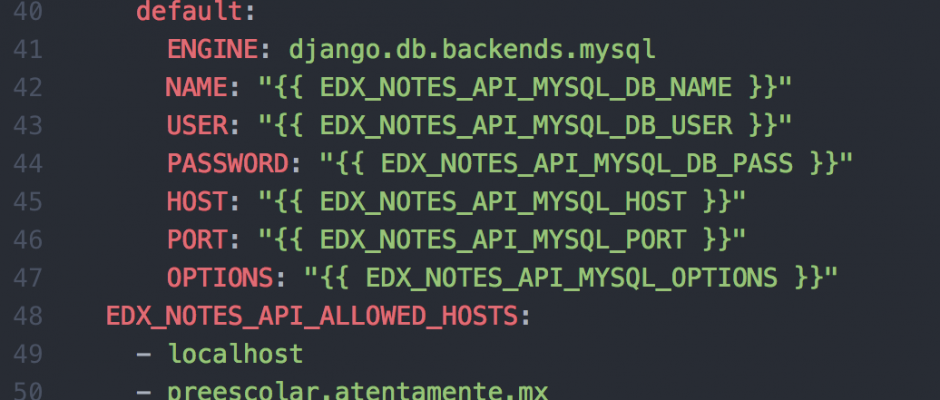 40 default:
41 ENGINE: django.db.backends.mysql
42 NAME: "{{ EDX_NOTES_API_MYSQL_DB_NAME }}"
43 USER: "{{ EDX_NOTES_API_MYSQL_DB_USER }}"
44 PASSWORD: "{{ EDX_NOTES_API_MYSQL_DB_PASS }}"
45 HOST: "{{ EDX_NOTES_API_MYSQL_HOST }}"
46 PORT: "{{ EDX_NOTES_API_MYSQL_PORT }}"
47 OPTIONS: "{{ EDX_NOTES_API_MYSQL_OPTIONS }}"
48 EDX_NOTES_API_ALLOWED_HOSTS:
49 - localhost
50 - preescolar.atentamente.mx